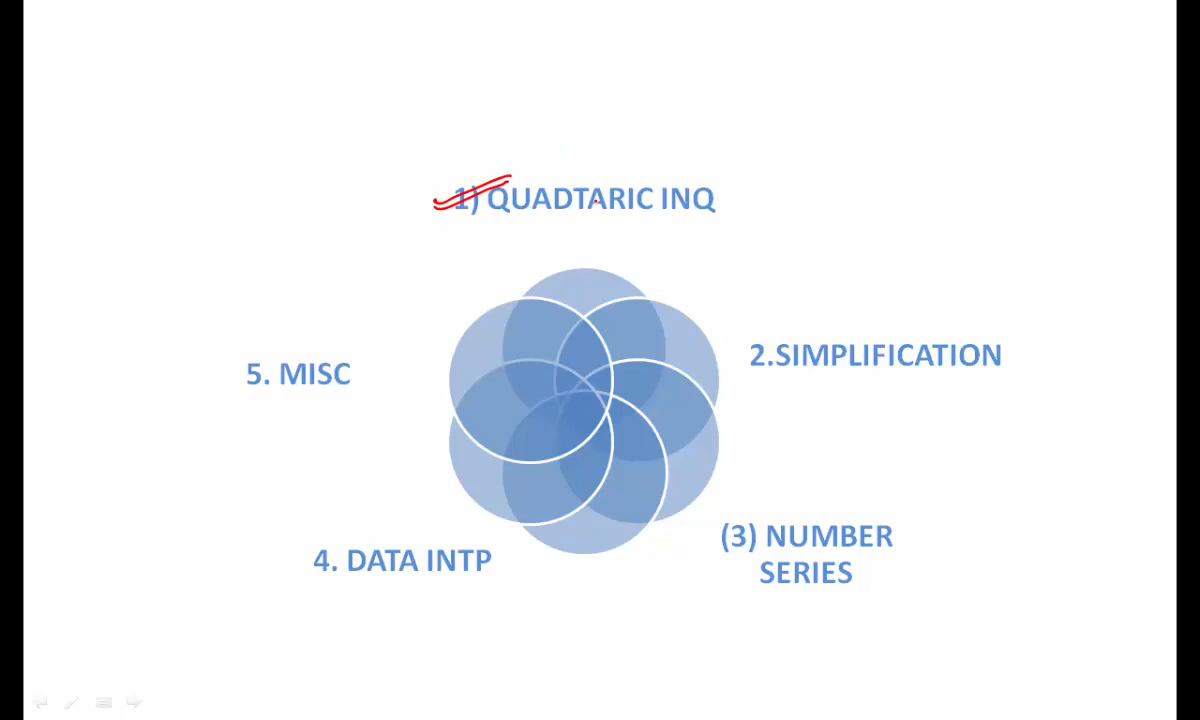 1) QUADTARIC INQ
2.SIMPLIFICATION
(3) NUMBER
SERIES
4. DATA INTP
5. MISC